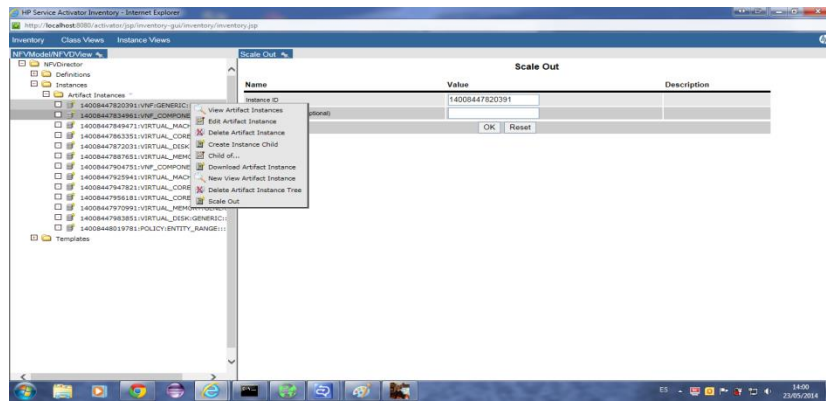 HP Service Activator Inventory - Internet Explorer
http://localhost:8080/activator/jsp/inventory-gui/inventory/inventory.jsp
Inventory Class Views Instance Views
NFVModel/NFVDView
Scale Out
NFVDirector
Definitions
Instances
Artifact Instances
14008447820391:VNF:GENERIC:
14008447834961:VNF_COMPONE
14008447849471:VIRTUAL_MACH
14008447863351:VIRTUAL_CORE
14008447872031:VIRTUAL_DISK
14008447887651:VIRTUAL_MEMO
14008447904751:VNF_COMPONE
14008447925941:VIRTUAL_MACH
14008447947821:VIRTUAL_CORE
14008447956181:VIRTUAL_CORE
14008447970991:VIRTUAL_MEMORY:GENER
14008447983851:VIRTUAL_DISK:GENERIC::
14008448019781:POLICY:ENTITY_RANGE:::
Templates
View Artifact Instances
Edit Artifact Instance
Delete Artifact Instance
Create Instance Child
Child of...
Download Artifact Instance
New View Artifact Instance
Delete Artifact Instance Tree
Scale Out
Scale Out
Name Value Description
Instance ID 14008447820391
ptional)
OK Reset
ES 14:00
23/05/2014